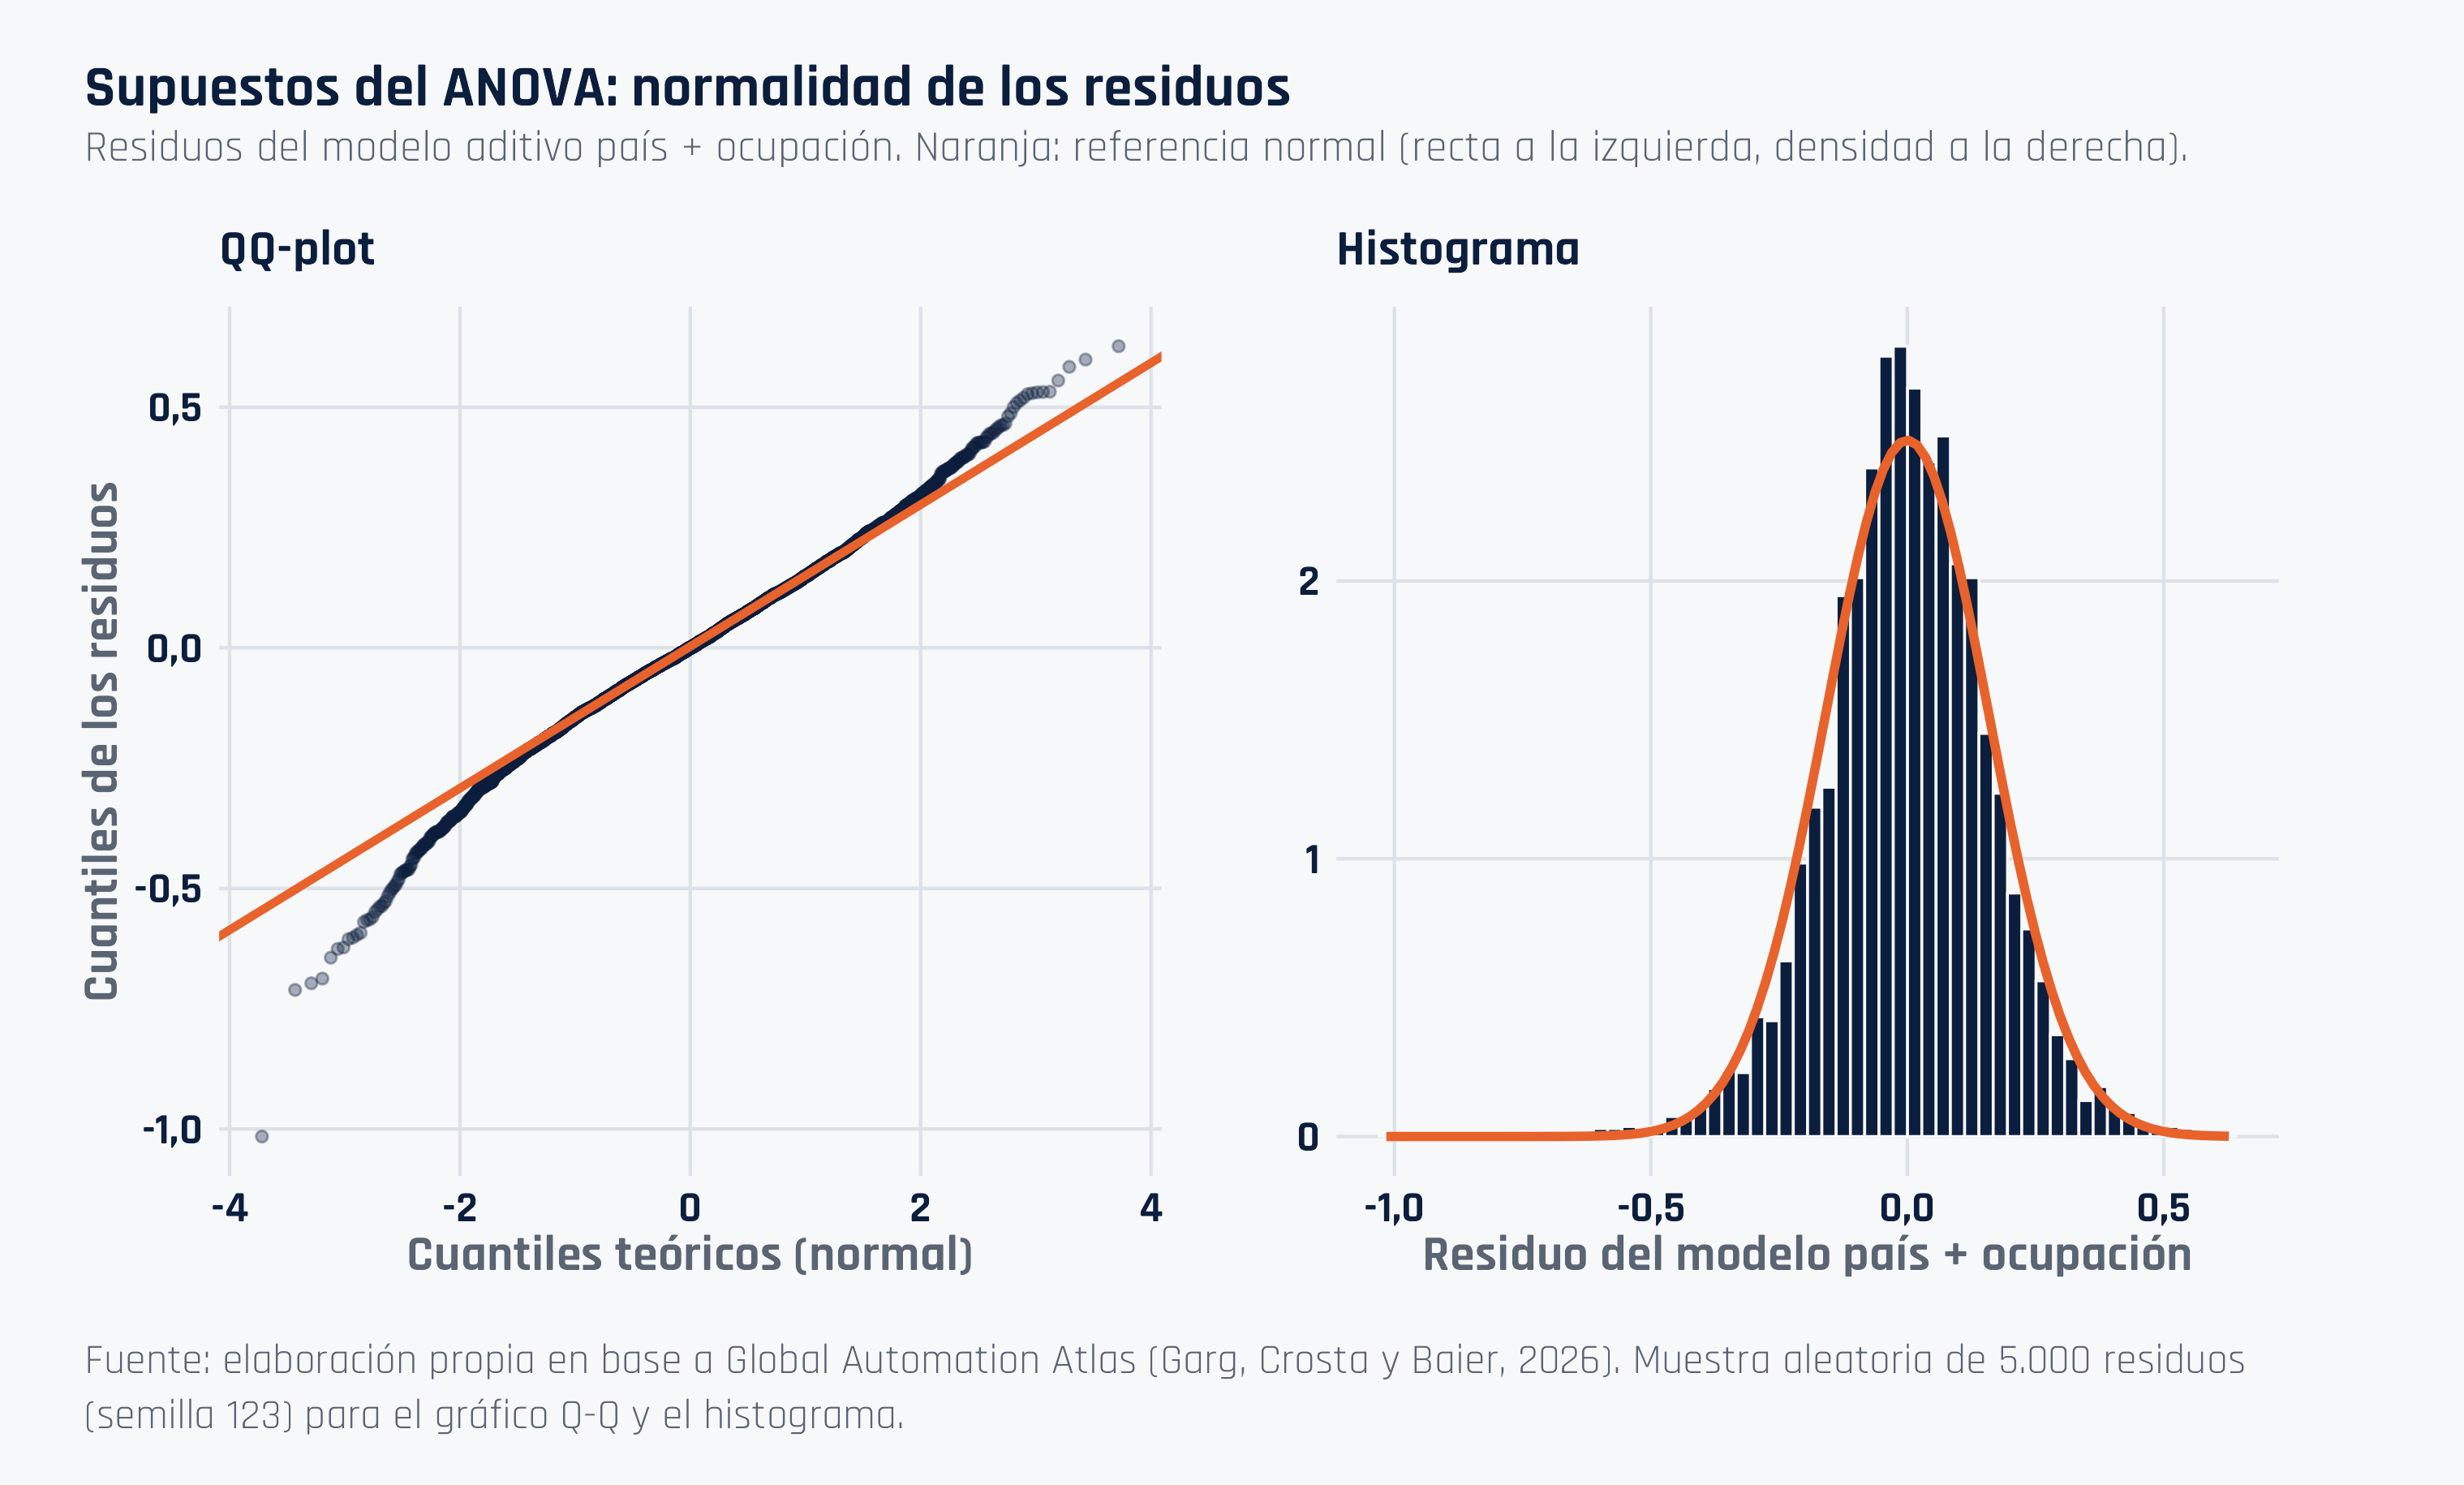 Supuestos del ANOVA: normalidad de los residuos
Residuos del modelo aditivo país + ocupación. Naranja: referencia normal (recta a la izquierda, densidad a la derecha).
QQ-plot
Cuantiles de los residuos
0,5
0,0
-0,5
-1,0
-4
-2
0
2
4
Cuantiles teóricos (normal)
Histograma
2
1
0
-1,0
-0,5
0,0
0,5
Residuo del modelo país + ocupación
Fuente: elaboración propia en base a Global Automation Atlas (Garg, Crosta y Baier, 2026). Muestra aleatoria de 5.000 residuos
(semilla 123) para el gráfico Q-Q y el histograma.